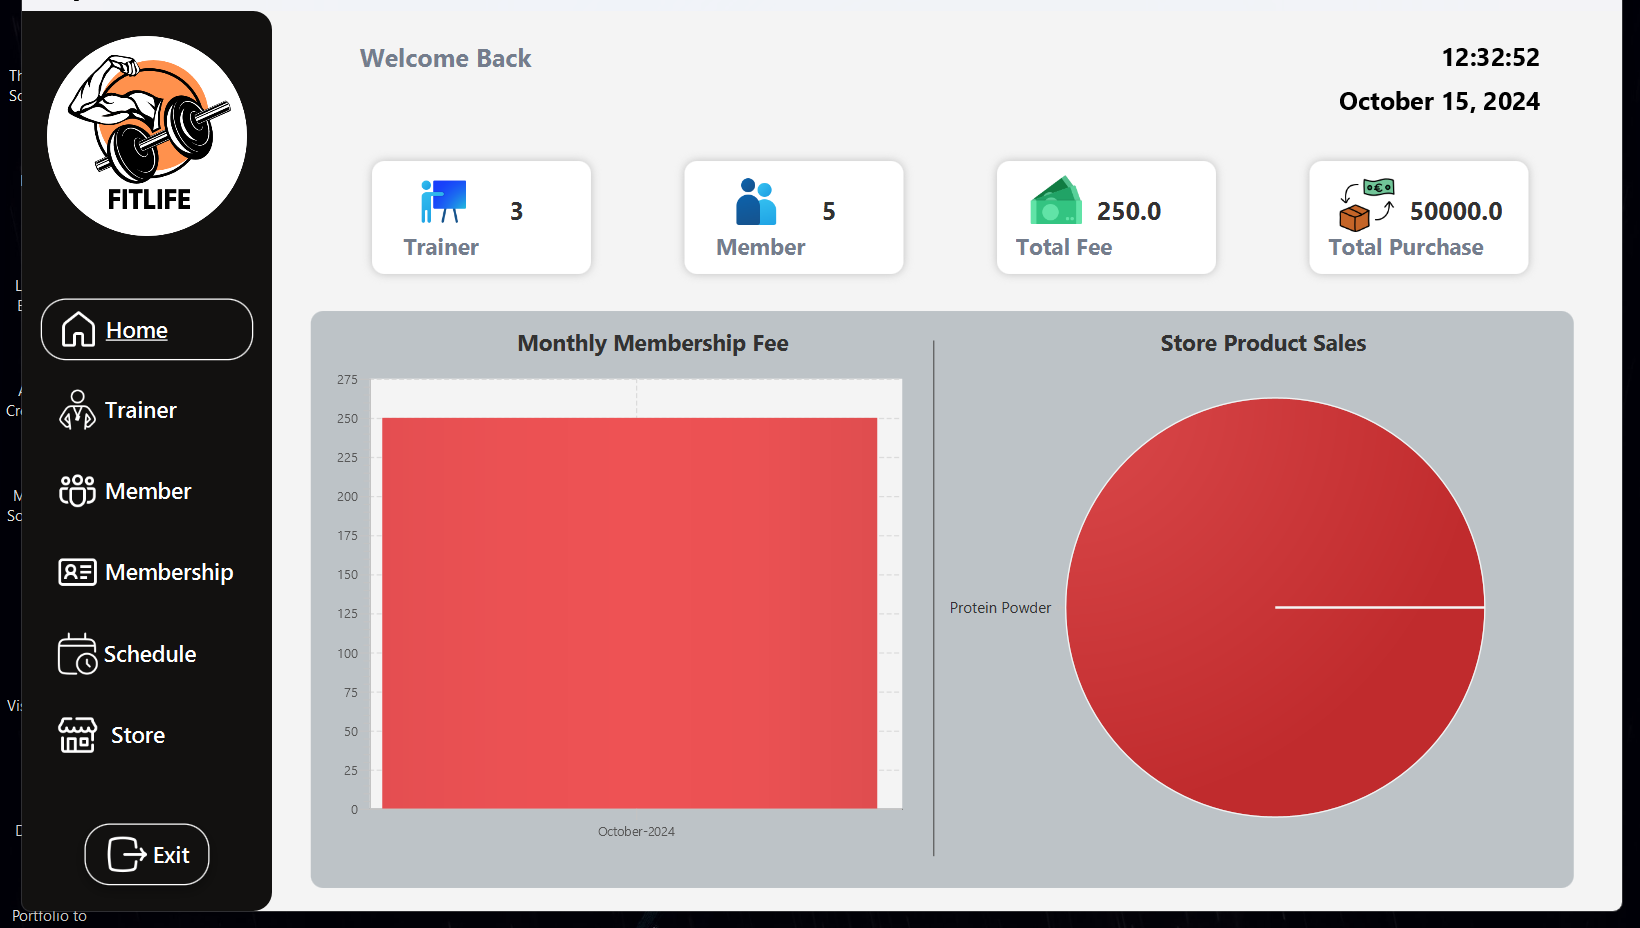 FITLIFE
Home
Trainer
Member
Membership
Schedule
Store
Exit
Welcome Back
12:32:52
October 15, 2024
3
Trainer
5
Member
250.0
Total Fee
50000.0
Total Purchase
Monthly Membership Fee
275
250
225
200
175
150
125
100
75
50
25
0
October-2024
Store Product Sales
Protein Powder
Portfolio to